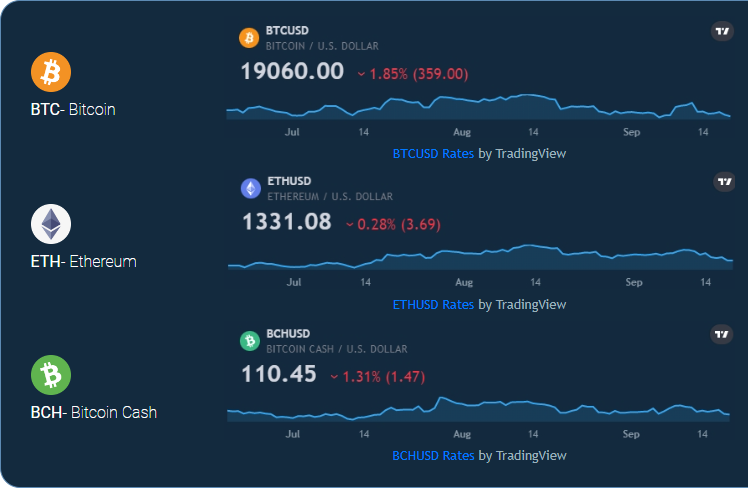 BTC- Bitcoin
BTCUSD
BITCOIN / U.S. DOLLAR
19060.00 1.85% (359.00)
Jul 14 Aug 14 Sep 14
BTCUSD Rates by TradingView
ETH- Ethereum
ETHUSD
ETHEREUM / U.S. DOLLAR
1331.08 0.28% (3.69)
Jul 14 Aug 14 Sep 14
ETHUSD Rates by TradingView
BCH- Bitcoin Cash
BCHUSD
BITCOIN CASH / U.S. DOLLAR
110.45 1.31% (1.47)
Jul 14 Aug 14 Sep 14
BCHUSD Rates by TradingView